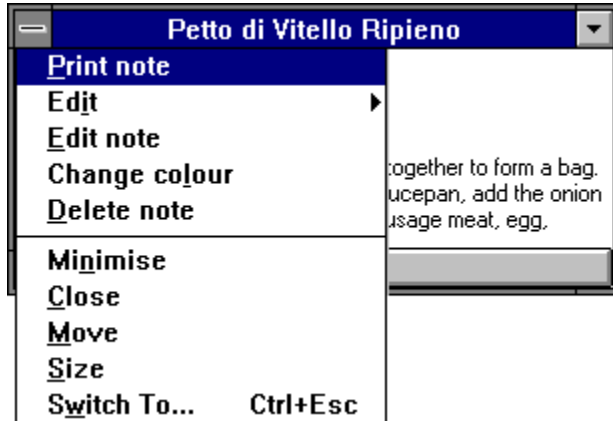 Petto di Vitello Ripieno
Print note
Edit
Edit note
Change colour
Delete note
together to form a bag.
ucepan, add the onion
usage meat, egg,
Minimise
Close
Move
Size
Switch To... Ctrl+Esc